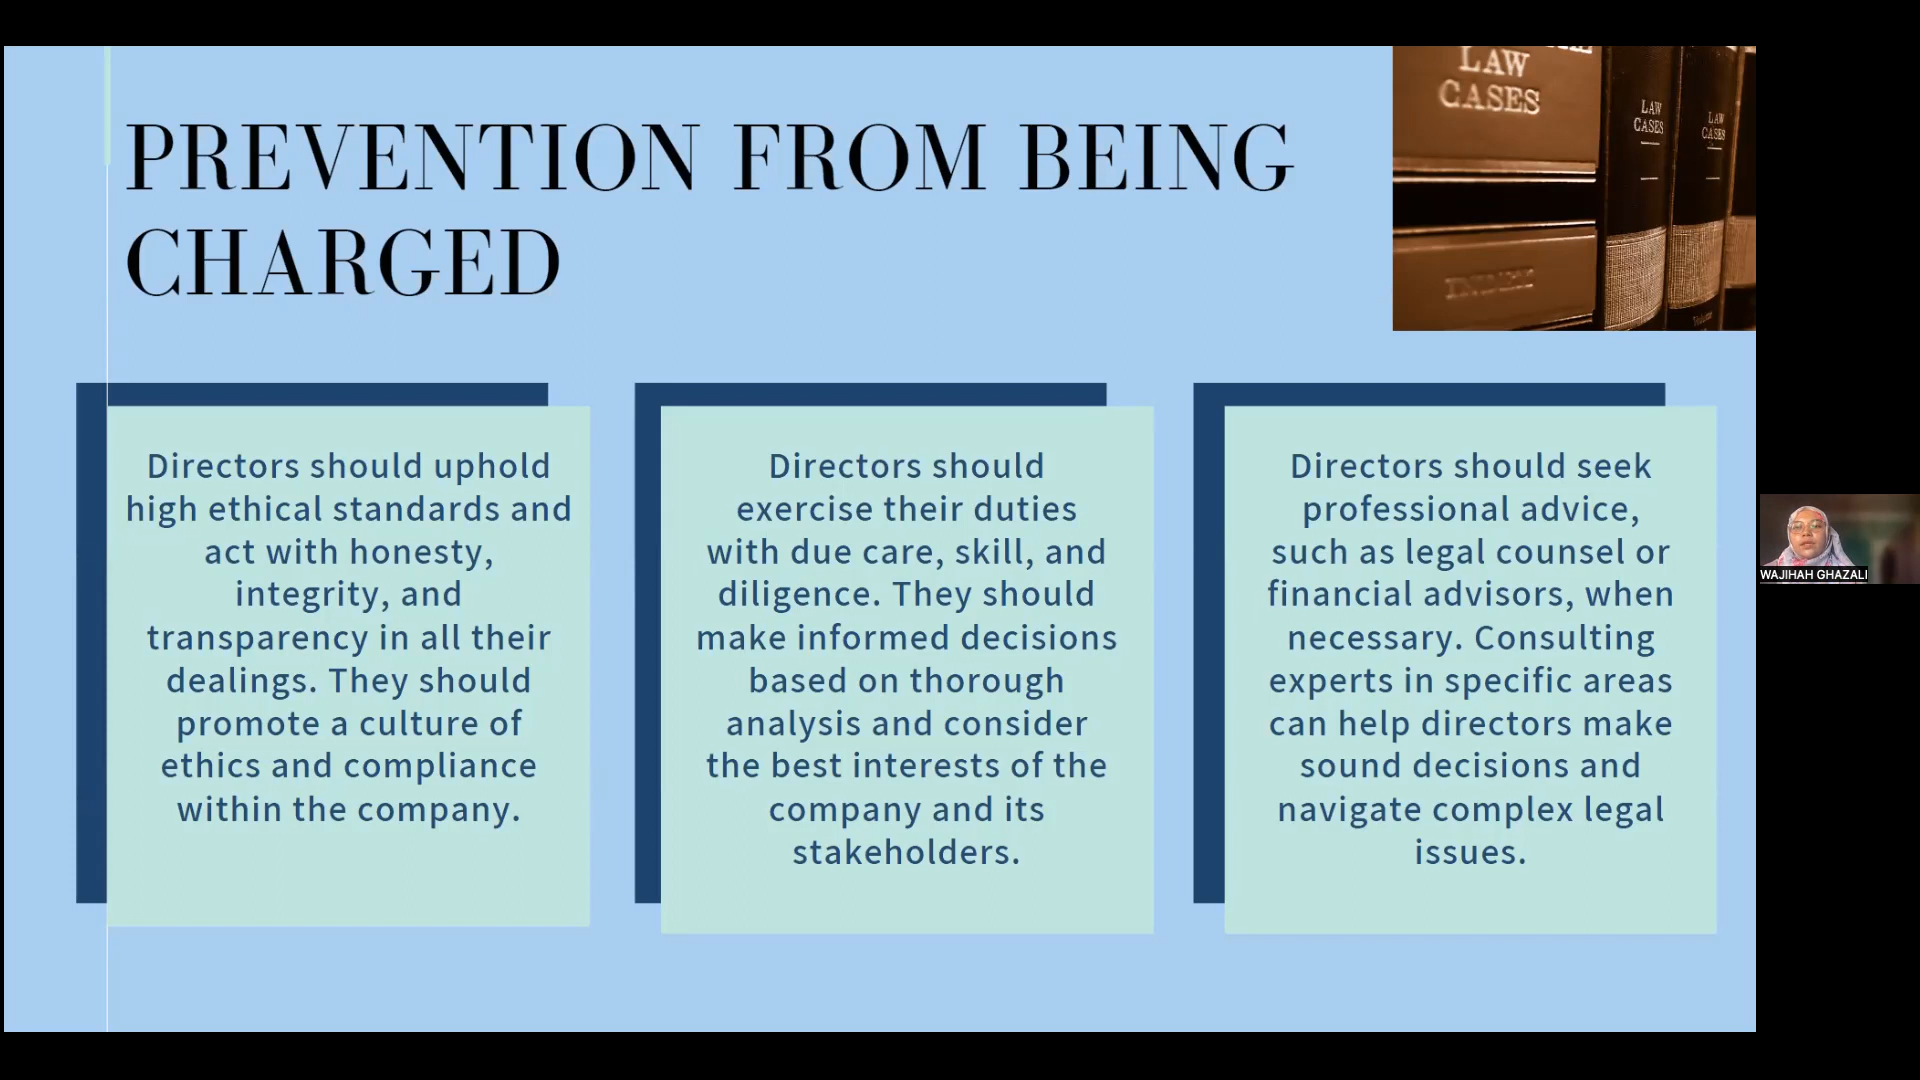 PREVENTION FROM BEING
CHARGED
LAW
CASES
LAW
CASES
LAW
CASES
INDEX
Volume
Directors should uphold
high ethical standards and
act with honesty,
integrity, and
transparency in all their
dealings. They should
promote a culture of
ethics and compliance
within the company.
Directors should
exercise their duties
with due care, skill, and
diligence. They should
make informed decisions
based on thorough
analysis and consider
the best interests of the
company and its
stakeholders.
Directors should seek
professional advice,
such as legal counsel or
financial advisors, when
necessary. Consulting
experts in specific areas
can help directors make
sound decisions and
navigate complex legal
issues.
WAJIHAH GHAZALI